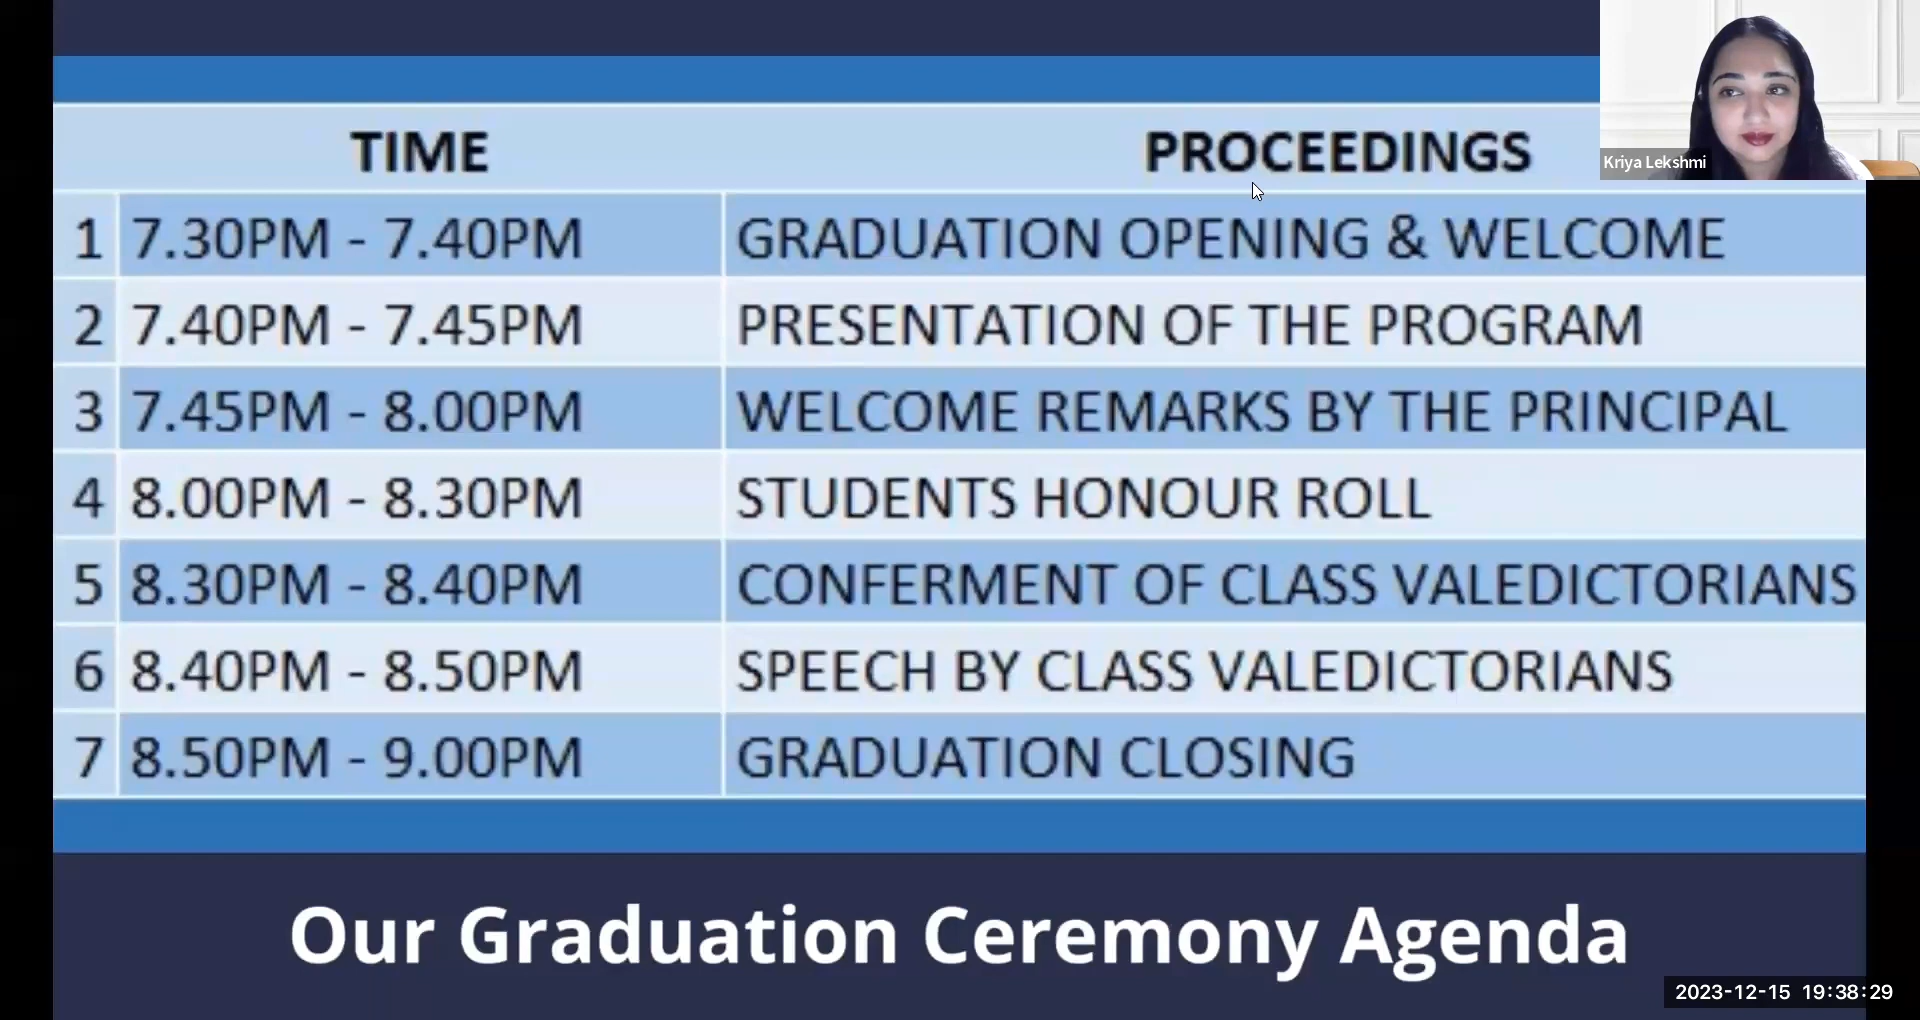 TIME PROCEEDINGS
Kriya Lekshmi
1 7.30PM - 7.40PM GRADUATION OPENING & WELCOME
2 7.40PM - 7.45PM PRESENTATION OF THE PROGRAM
3 7.45PM - 8.00PM WELCOME REMARKS BY THE PRINCIPAL
4 8.00PM - 8.30PM STUDENTS HONOUR ROLL
5 8.30PM - 8.40PM CONFERMENT OF CLASS VALEDICTORIANS
6 8.40PM - 8.50PM SPEECH BY CLASS VALEDICTORIANS
7 8.50PM - 9.00PM GRADUATION CLOSING
Our Graduation Ceremony Agenda
2023-12-15 19:38:29